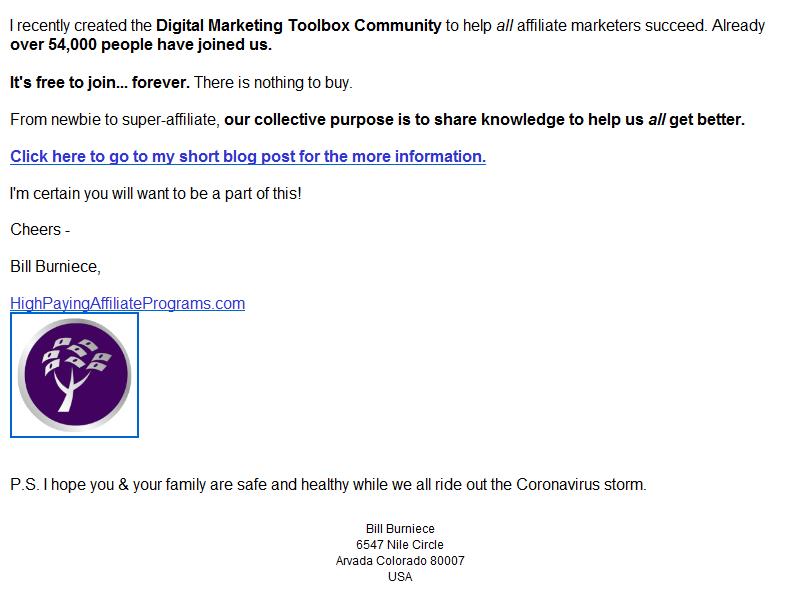 I recently created the Digital Marketing Toolbox Community to help all affiliate marketers succeed. Already
over 54,000 people have joined us.
It's free to join... forever. There is nothing to buy.
From newbie to super-affiliate, our collective purpose is to share knowledge to help us all get better.
Click here to go to my short blog post for the more information.
I'm certain you will want to be a part of this!
Cheers -
Bill Burniece,
HighPayingAffiliatePrograms.com
P.S. I hope you & your family are safe and healthy while we all ride out the Coronavirus storm.
Bill Burniece
6547 Nile Circle
Arvada Colorado 80007
USA